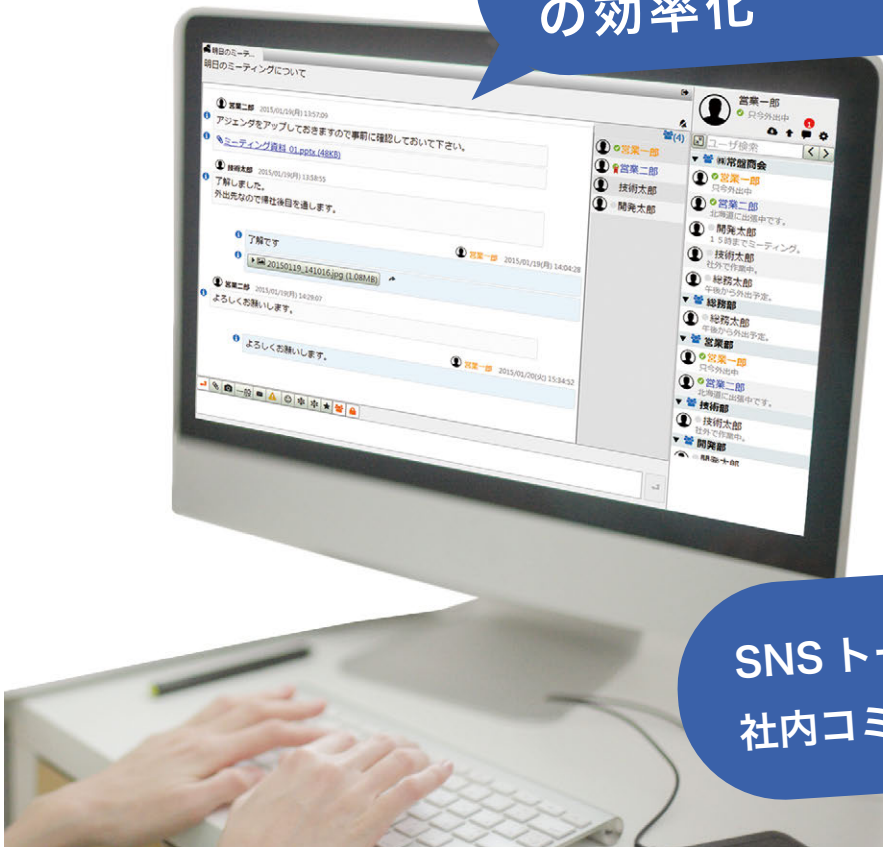 の効率化
明日のミーテ...
明日のミーティングについて
営業二郎 2015/01/19(月) 13:57:09
アジェンダをアップしておきますので事前に確認しておいて下さい。
ミーティング資料_01.pptx (48KB)
技術太郎 2015/01/19(月) 13:58:55
了解しました。
外出先なので帰社後目を通します。
営業一郎 2015/01/19(月) 14:04:28
了解です
20150119_141016.jpg (1.08MB)
営業二郎 2015/01/19(月) 14:29:07
よろしくお願いします。
営業一郎 2015/01/20(火) 15:34:52
よろしくお願いします。
一般
(4)
営業一郎
営業二郎
技術太郎
開発太郎
営業一郎
只今外出中
1
ユーザ検索
㈱常盤商会
営業一郎
只今外出中
営業二郎
北海道に出張中です。
開発太郎
15時までミーティング。
技術太郎
社外で作業中。
総務太郎
午後から外出予定。
総務部
総務太郎
午後から外出予定。
営業部
営業一郎
只今外出中
営業二郎
北海道に出張中です。
技術部
技術太郎
社外で作業中。
開発部
開発太郎
SNS トー
社内コミ